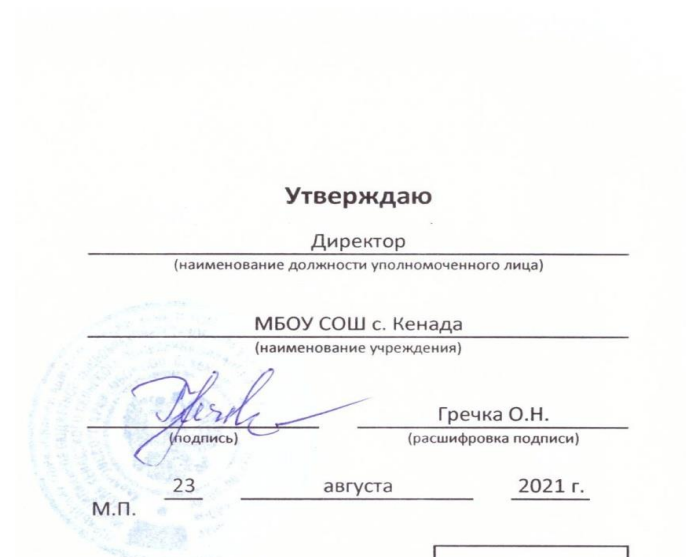 Утверждаю
Директор
(наименование должности уполномоченного лица)
МБОУ СОШ с. Кенада
(наименование учреждения)
Гречка О.Н.
(подпись) (расшифровка подписи)
23 августа 2021 г.
М.П.